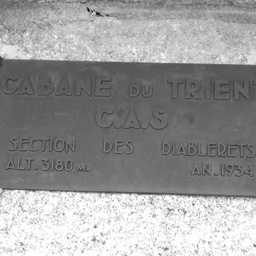 CABANE DU TRIENT
C.A.S
SECTION DES DIABLERETS
ALT. 3180 M. AN. 1934